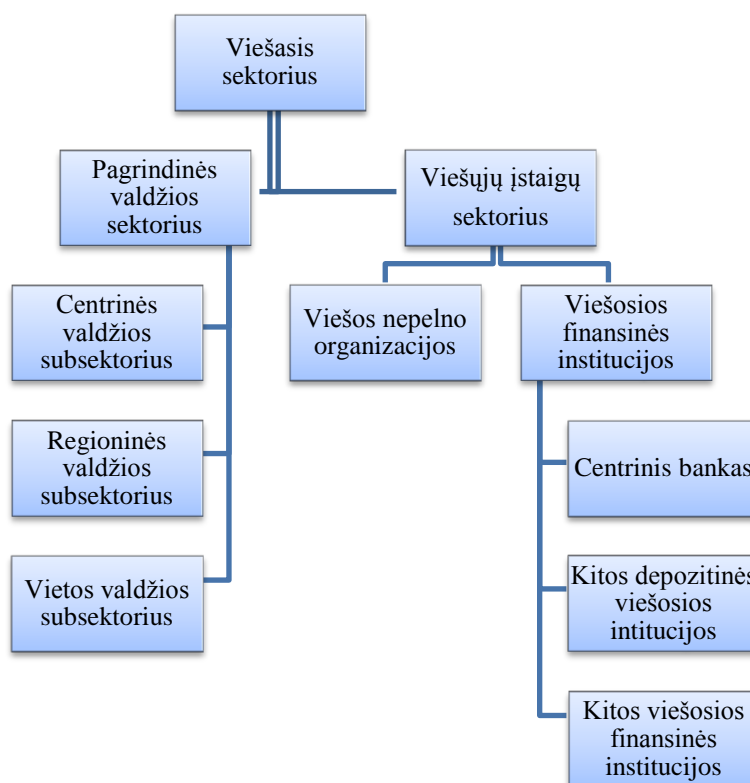 Viešasis
sektorius
Pagrindinės
valdžios
sektorius
Viešųjų įstaigų
sektorius
Centrinės
valdžios
subsektorius
Viešos nepelno
organizacijos
Viešosios
finansinės
institucijos
Regioninės
valdžios
subsektorius
Centrinis bankas
Vietos valdžios
subsektorius
Kitos depozitinės
viešosios
intitucijos
Kitos viešosios
finansinės
institucijos